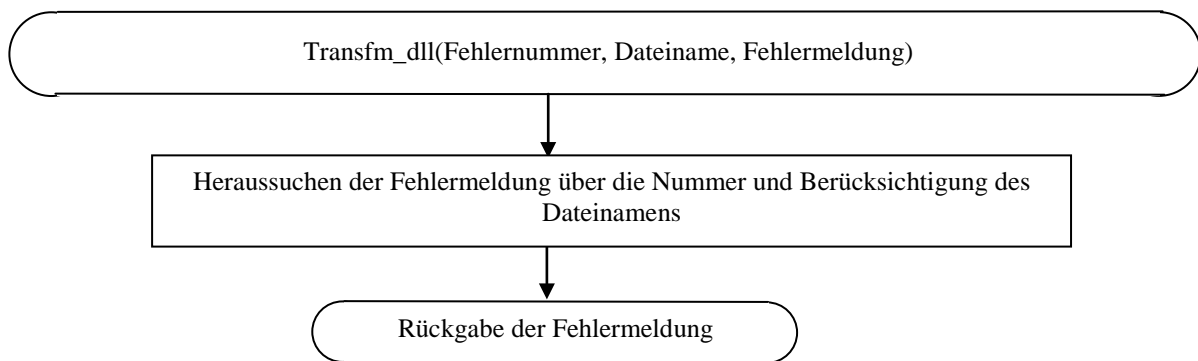 Transfm_dll(Fehlernummer, Dateiname, Fehlermeldung)
Heraussuchen der Fehlermeldung über die Nummer und Berücksichtigung des
Dateinamens
Rückgabe der Fehlermeldung